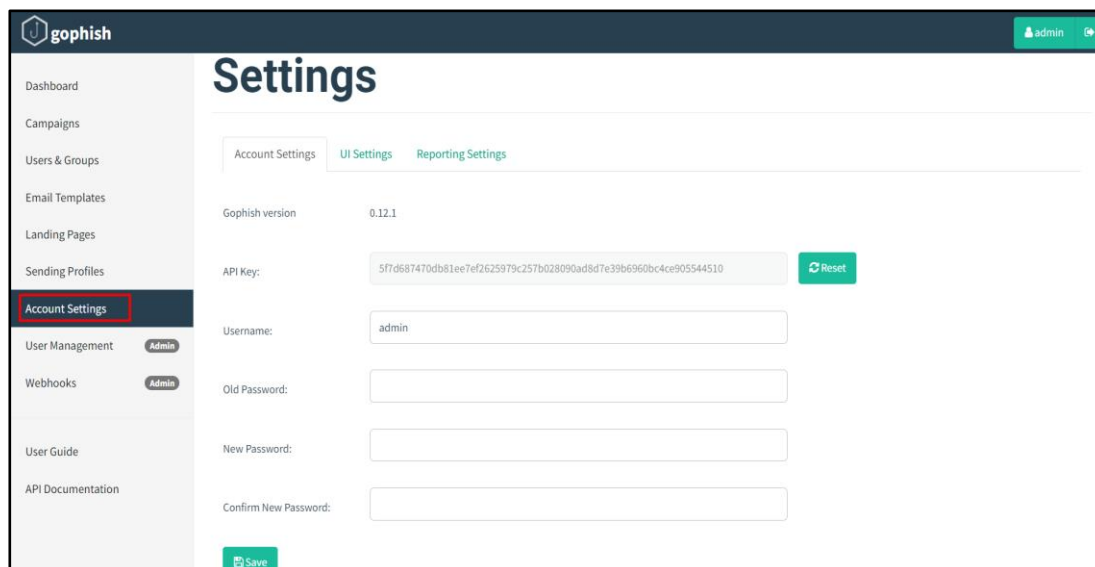 gophish
admin
Settings
Dashboard
Campaigns
Users & Groups
Email Templates
Landing Pages
Sending Profiles
Account Settings
User Management Admin
Webhooks Admin
User Guide
API Documentation
Account Settings UI Settings Reporting Settings
Gophish version 0.12.1
API Key: 5f7d687470db81ee7ef2625979c257b028090ad8d7e39b6960bc4ce905544510 Reset
Username: admin
Old Password:
New Password:
Confirm New Password:
Save